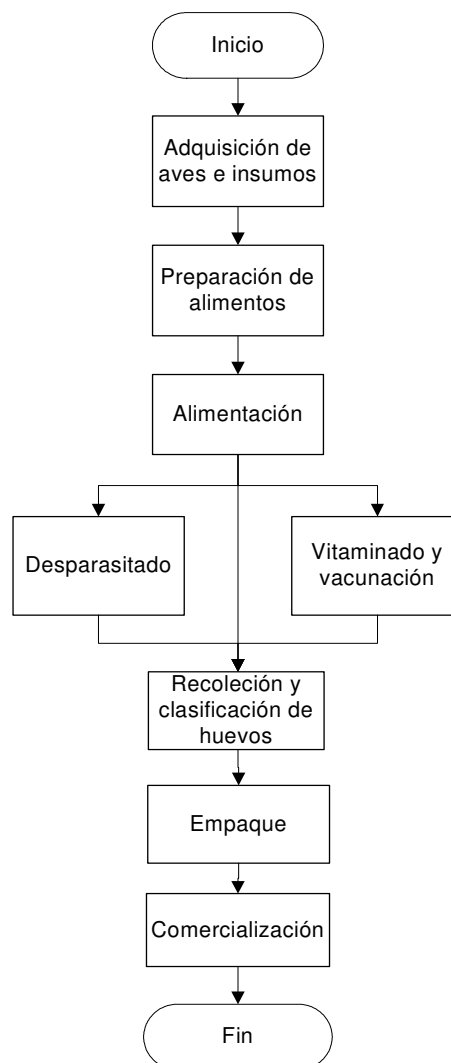 Inicio
Adquisición de
aves e insumos
Preparación de
alimentos
Alimentación
Desparasitado
Vitaminado y
vacunación
Recoleción y
clasificación de
huevos
Empaque
Comercialización
Fin